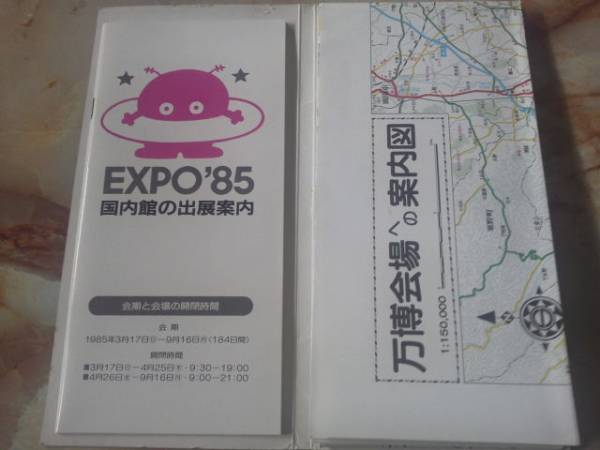 EXPO'85
国内館の出展案内
会期と会場の開閉時間
会期
1985年3月17日㊐—9月16日㊊(184日間)
開閉時間
■3月17日㊐—4月25日㊍・9:30—19:00
■4月26日㊎—9月16日㊊・9:00—21:00
万博会場への案内図
1:150,000